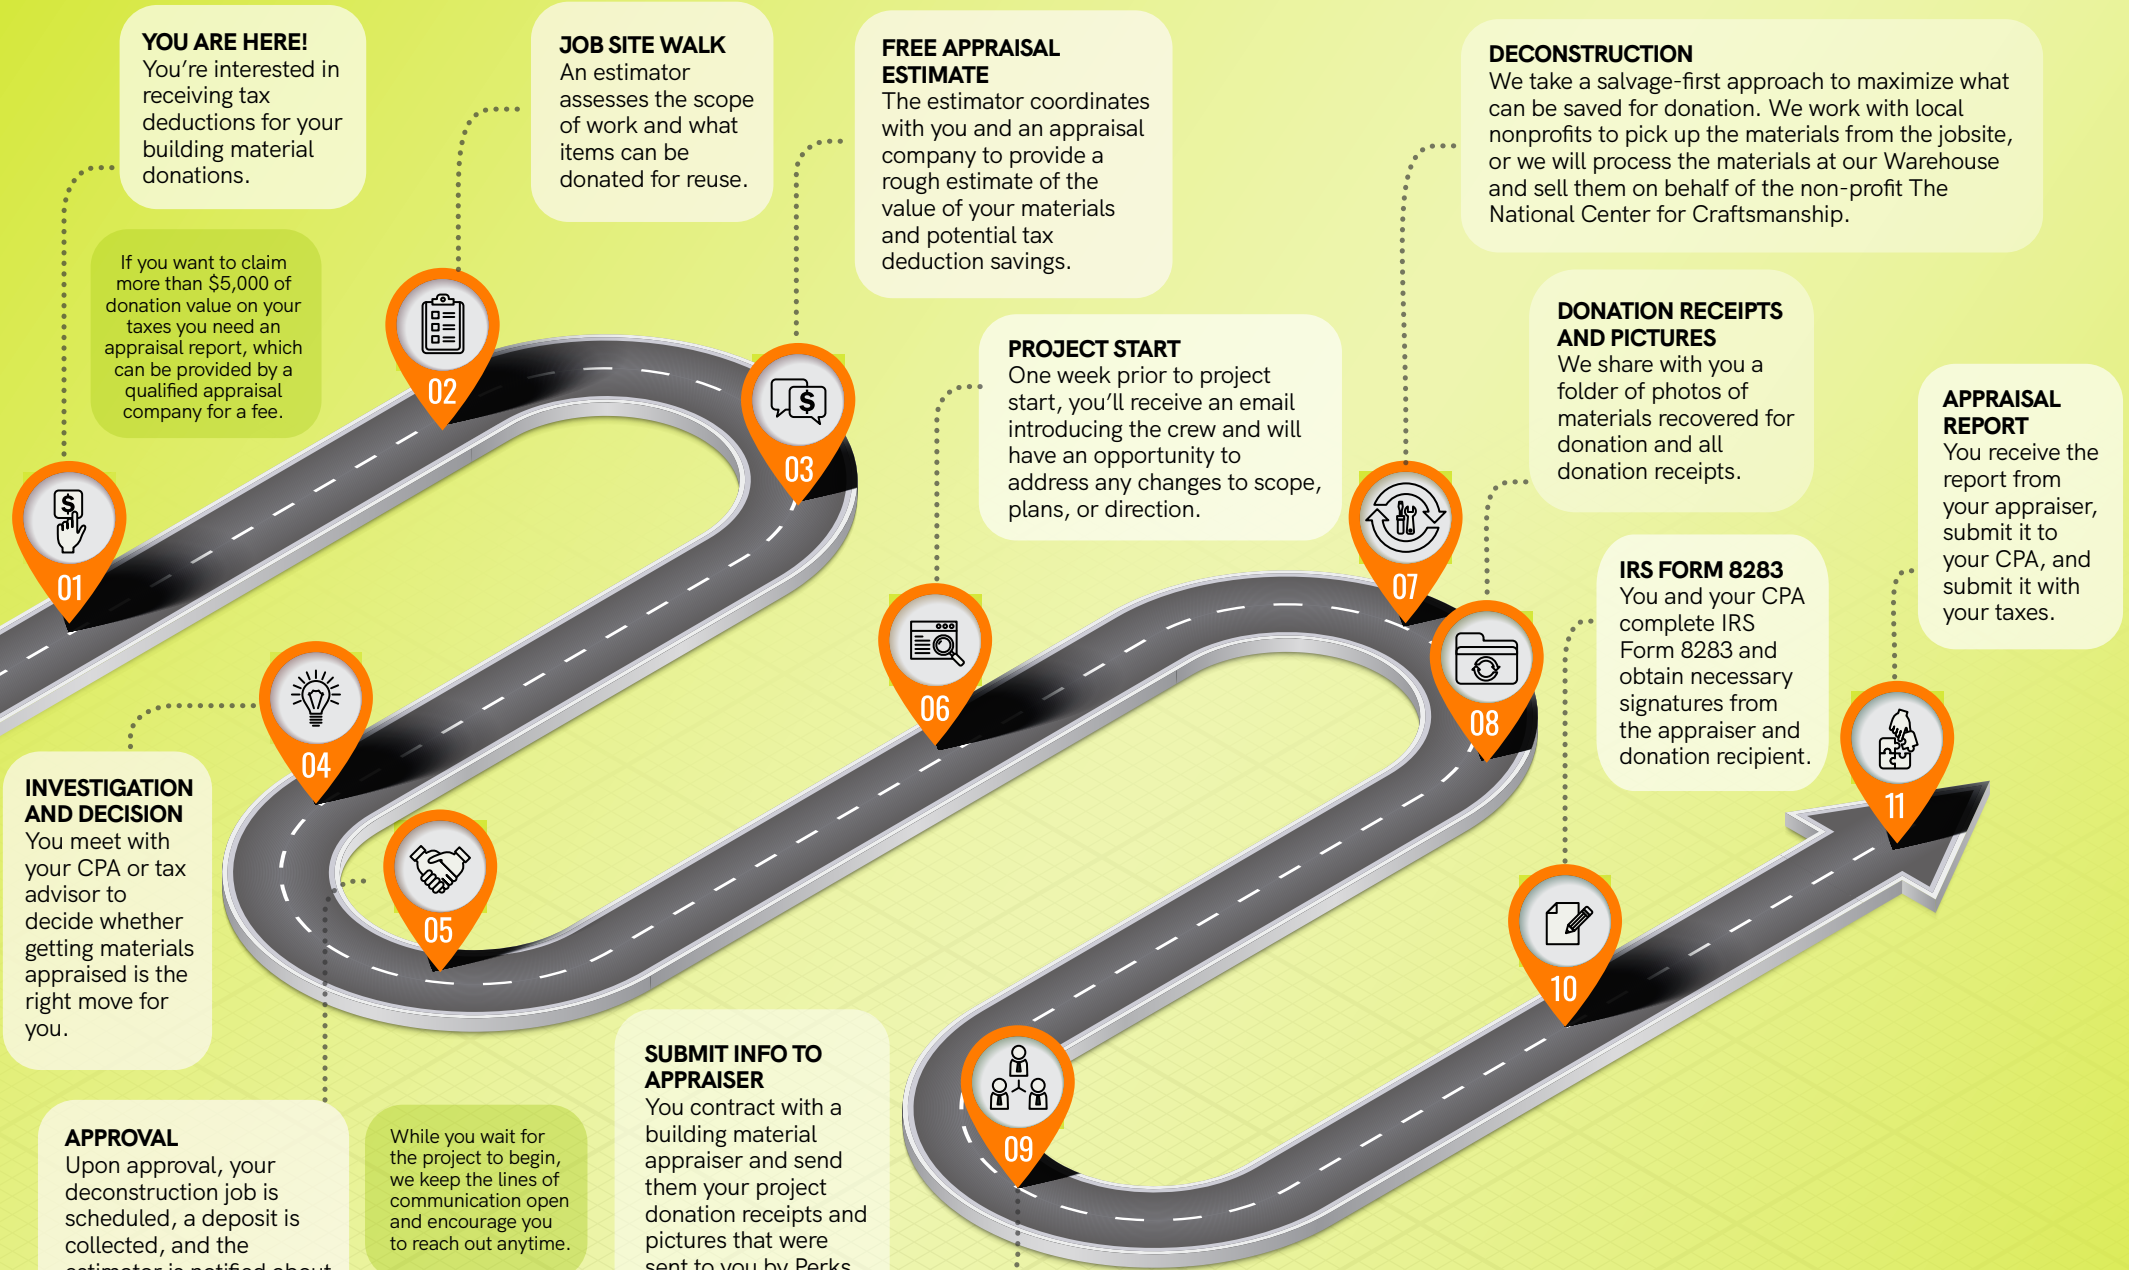 YOU ARE HERE!
You're interested in
receiving tax
deductions for your
building material
donations.
If you want to claim
more than $5,000 of
donation value on your
taxes you need an
appraisal report, which
can be provided by a
qualified appraisal
company for a fee.
01
JOB SITE WALK
An estimator
assesses the scope
of work and what
items can be
donated for reuse.
02
FREE APPRAISAL
ESTIMATE
The estimator coordinates
with you and an appraisal
company to provide a
rough estimate of the
value of your materials
and potential tax
deduction savings.
$
03
INVESTIGATION
AND DECISION
You meet with
your CPA or tax
advisor to
decide whether
getting materials
appraised is the
right move for
you.
04
APPROVAL
Upon approval, your
deconstruction job is
scheduled, a deposit is
collected, and the
estimator is notified about
05
While you wait for
the project to begin,
we keep the lines of
communication open
and encourage you
to reach out anytime.
PROJECT START
One week prior to project
start, you'll receive an email
introducing the crew and will
have an opportunity to
address any changes to scope,
plans, or direction.
06
DECONSTRUCTION
We take a salvage-first approach to maximize what
can be saved for donation. We work with local
nonprofits to pick up the materials from the jobsite,
or we will process the materials at our Warehouse
and sell them on behalf of the non-profit The
National Center for Craftsmanship.
07
DONATION RECEIPTS
AND PICTURES
We share with you a
folder of photos of
materials recovered for
donation and all
donation receipts.
08
SUBMIT INFO TO
APPRAISER
You contract with a
building material
appraiser and send
them your project
donation receipts and
pictures that were
sent to you by Perks
09
IRS FORM 8283
You and your CPA
complete IRS
Form 8283 and
obtain necessary
signatures from
the appraiser and
donation recipient.
10
APPRAISAL
REPORT
You receive the
report from
your appraiser,
submit it to
your CPA, and
submit it with
your taxes.
11
$